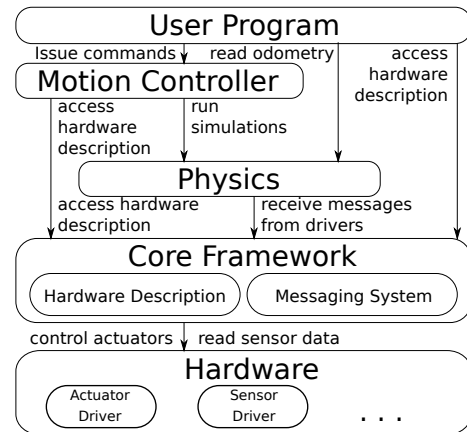 User Program
Issue commands
read odometry
access
hardware
description
Motion Controller
access
hardware
description
run
simulations
Physics
access hardware
description
receive messages
from drivers
Core Framework
Hardware Description
Messaging System
control actuators
read sensor data
Hardware
Actuator
Driver
Sensor
Driver
. . .